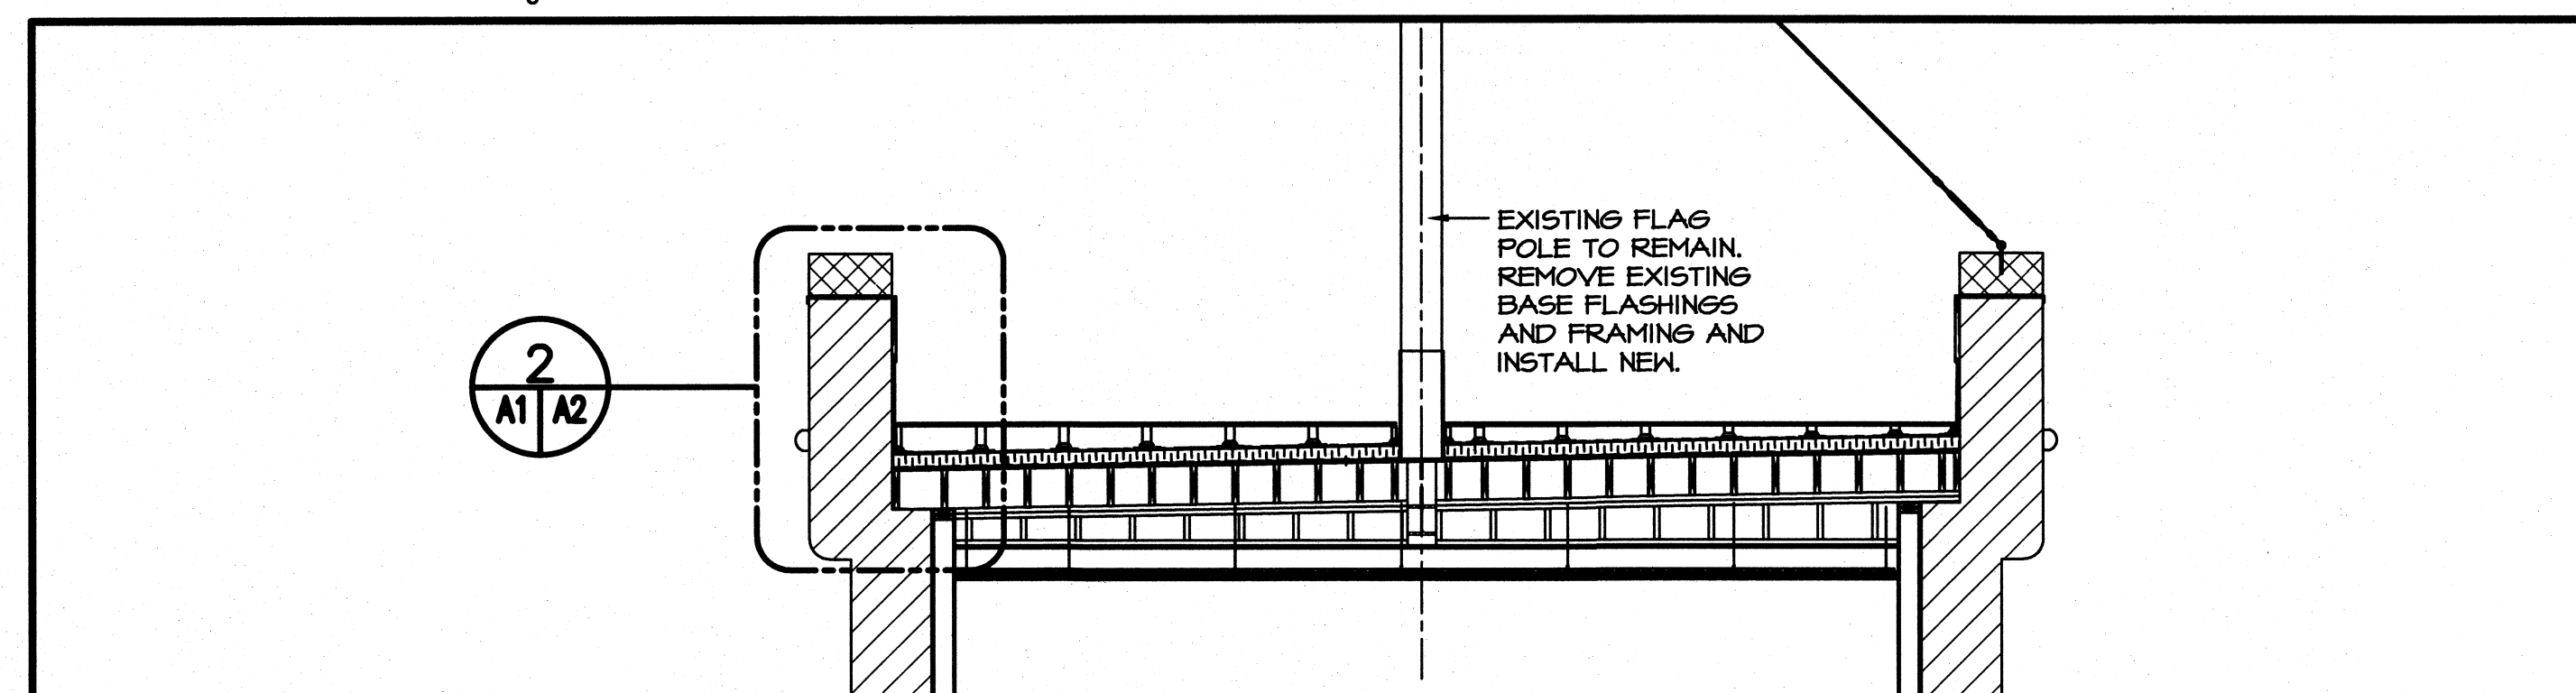 EXISTING FLAG
POLE TO REMAIN.
REMOVE EXISTING
BASE FLASHINGS
AND FRAMING AND
INSTALL NEW.
2
A1 A2